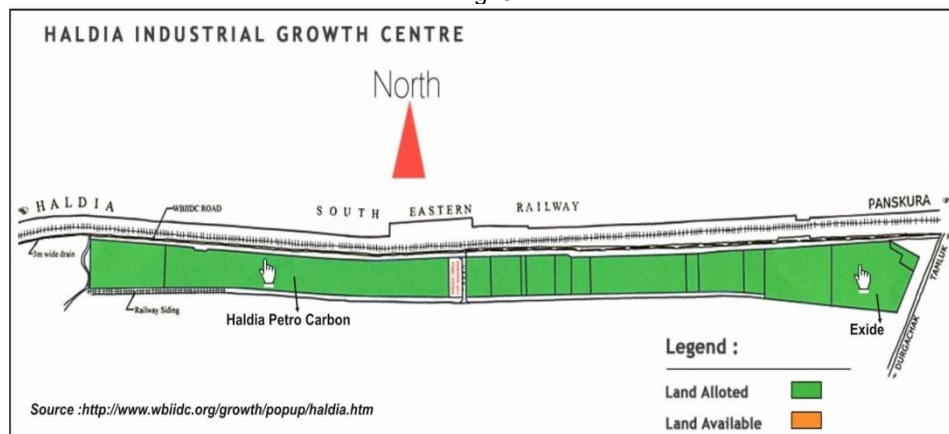 HALDIA INDUSTRIAL GROWTH CENTRE
North
HALDIA
WBIIDC ROAD
SOUTH EASTERN RAILWAY
PANSKURA
3m wide drain
Railway Siding
Haldia Petro Carbon
Exide
TAMLUK
DURGACHAK
Legend :
Land Alloted
Land Available
Source :http://www.wbiidc.org/growth/popup/haldia.htm